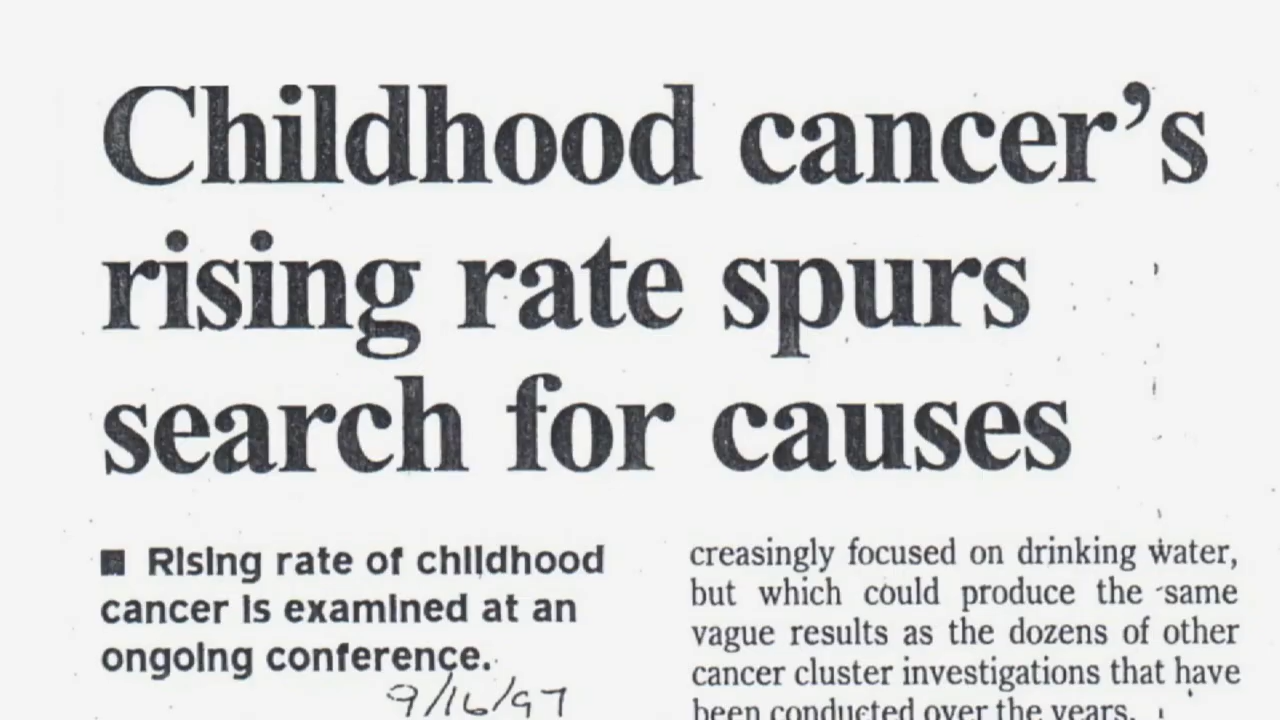 Childhood cancer's
rising rate spurs
search for causes
■ Rising rate of childhood
cancer is examined at an
ongoing conference.
9/16/97
creasingly focused on drinking water,
but which could produce the same
vague results as the dozens of other
cancer cluster investigations that have
been conducted over the years.